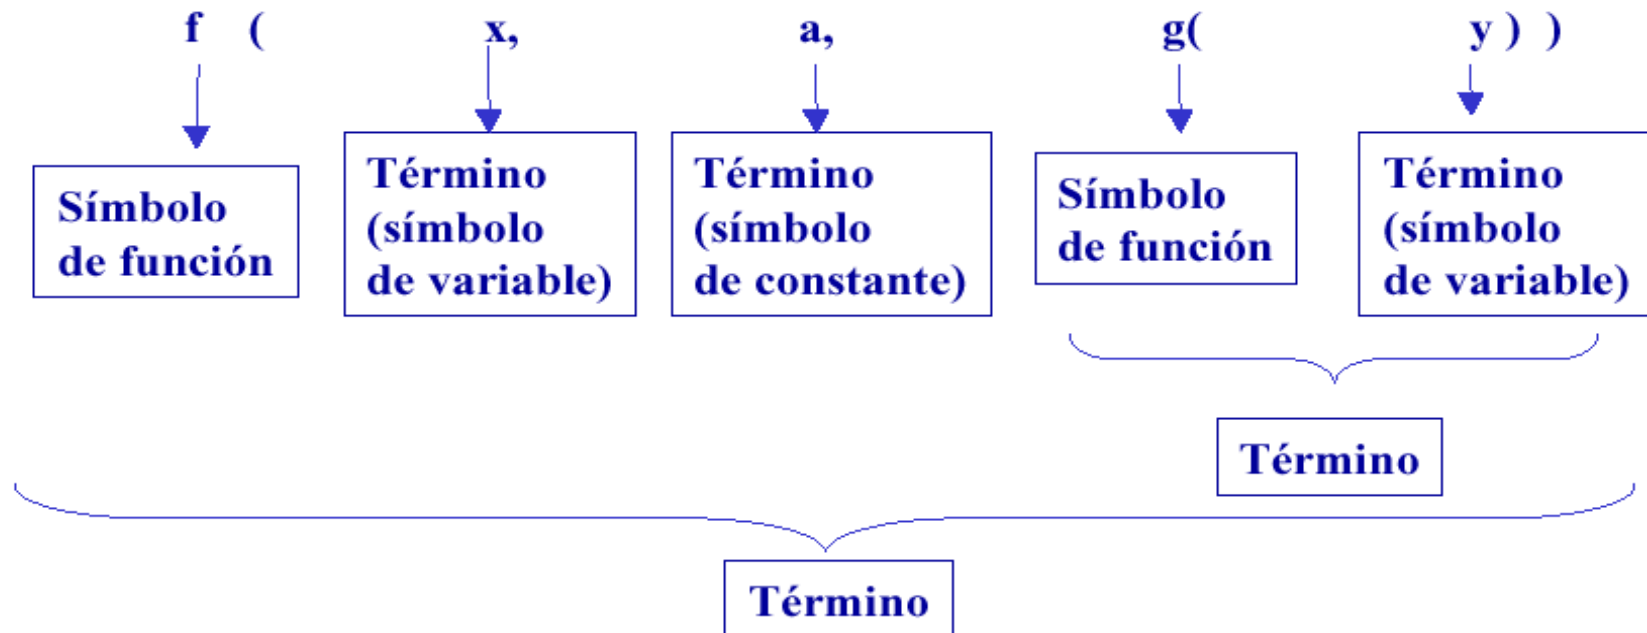 f ( x, a, g( y ) )
Símbolo
de función
Término
(símbolo
de variable)
Término
(símbolo
de constante)
Símbolo
de función
Término
(símbolo
de variable)
Término
Término